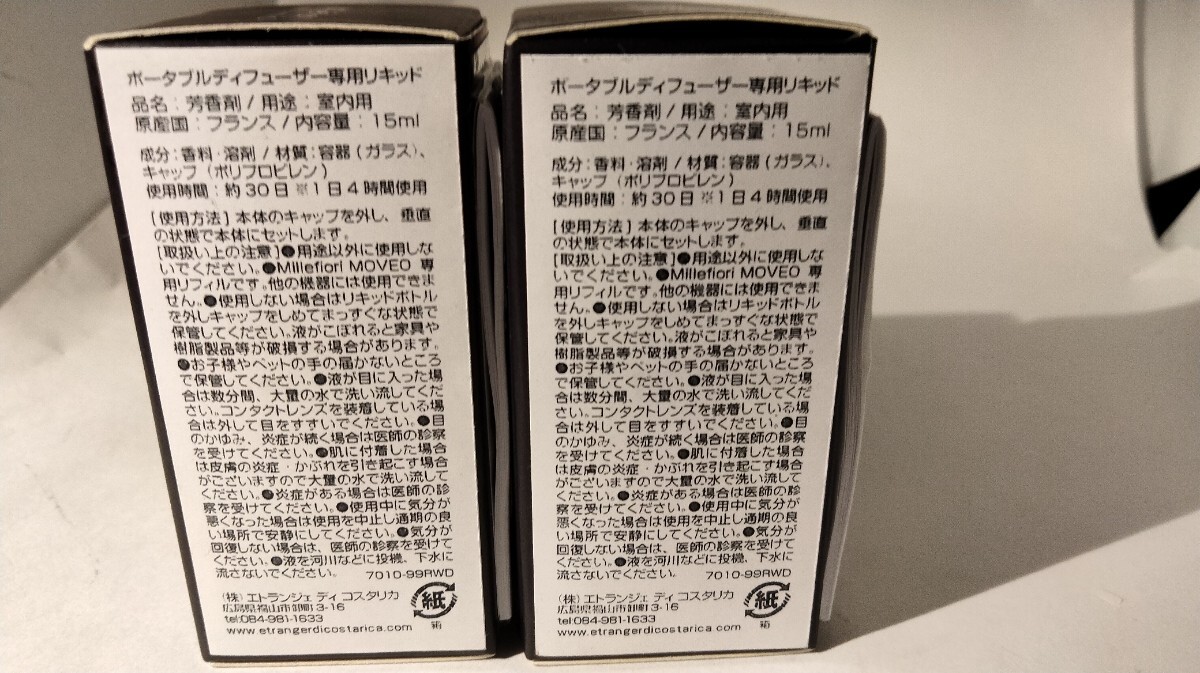 ポータブルディフューザー専用リキッド
品名：芳香剤/用途：室内用
原産国：フランス/内容量：15ml
成分：香料・溶剤/材質：容器(ガラス)、
キャップ(ポリプロピレン)
使用時間：約30日※1日4時間使用
[使用方法]本体のキャップを外し、垂直
の状態で本体にセットします。
[取扱い上の注意]●用途以外に使用しな
いでください。●Millefiori MOVEO 専
用リフィルです。他の機器には使用できま
せん。●使用しない場合はリキッドボトル
を外しキャップをしめてまっすぐな状態で
保管してください。液がこぼれると家具や
樹脂製品等が破損する場合があります。
●お子様やペットの手の届かないところ
で保管してください。●液が目に入った場
合は数分間、大量の水で洗い流してくだ
さい。コンタクトレンズを装着している場
合は外して目をすすいでください。●目
のかゆみ、炎症が続く場合は医師の診察
を受けてください。●肌に付着した場合
は皮膚の炎症・かぶれを引き起こす場合
がございますので大量の水で洗い流して
ください。●炎症がある場合は医師の診
察を受けてください。●使用中に気分が
悪くなった場合は使用を中止し通期の良
い場所で安静にしてください。●気分が
回復しない場合は、医師の診察を受けて
ください。●液を河川などに投機、下水に
流さないでください。 7010-99RWD
(株)エトランジェ ディ コスタリカ
広島県福山市卸町3-16
tel:084-981-1633
www.etrangerdicostarica.com
紙
箱
ポータブルディフューザー専用リキッド
品名：芳香剤/用途：室内用
原産国：フランス/内容量：15ml
成分：香料・溶剤/材質：容器(ガラス)、
キャップ(ポリプロピレン)
使用時間：約30日※1日4時間使用
[使用方法]本体のキャップを外し、垂直
の状態で本体にセットします。
[取扱い上の注意]●用途以外に使用しな
いでください。●Millefiori MOVEO 専
用リフィルです。他の機器には使用できま
せん。●使用しない場合はリキッドボトル
を外しキャップをしめてまっすぐな状態で
保管してください。液がこぼれると家具や
樹脂製品等が破損する場合があります。
●お子様やペットの手の届かないところ
で保管してください。●液が目に入った場
合は数分間、大量の水で洗い流してくだ
さい。コンタクトレンズを装着している場
合は外して目をすすいでください。●目
のかゆみ、炎症が続く場合は医師の診察
を受けてください。●肌に付着した場合
は皮膚の炎症・かぶれを引き起こす場合
がございますので大量の水で洗い流して
ください。●炎症がある場合は医師の診
察を受けてください。●使用中に気分が
悪くなった場合は使用を中止し通期の良
い場所で安静にしてください。●気分が
回復しない場合は、医師の診察を受けて
ください。●液を河川などに投機、下水に
流さないでください。 7010-99RWD
(株)エトランジェ ディ コスタリカ
広島県福山市卸町3-16
tel:084-981-1633
www.etrangerdicostarica.com
紙
箱